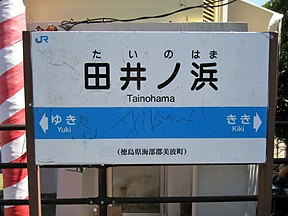 JR
たいのはま
田井ノ浜
Tainohama
ゆき きき
Yuki Kiki
(徳島県海部郡美波町)